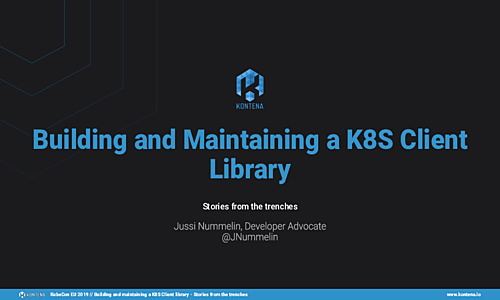 KONTENA
Building and Maintaining a K8S Client
Library
Stories from the trenches
Jussi Nummelin, Developer Advocate
@JNummelin
KONTENA KubeCon EU 2019 // Building and maintaining a K8S Client library - Stories from the trenches www.kontena.io